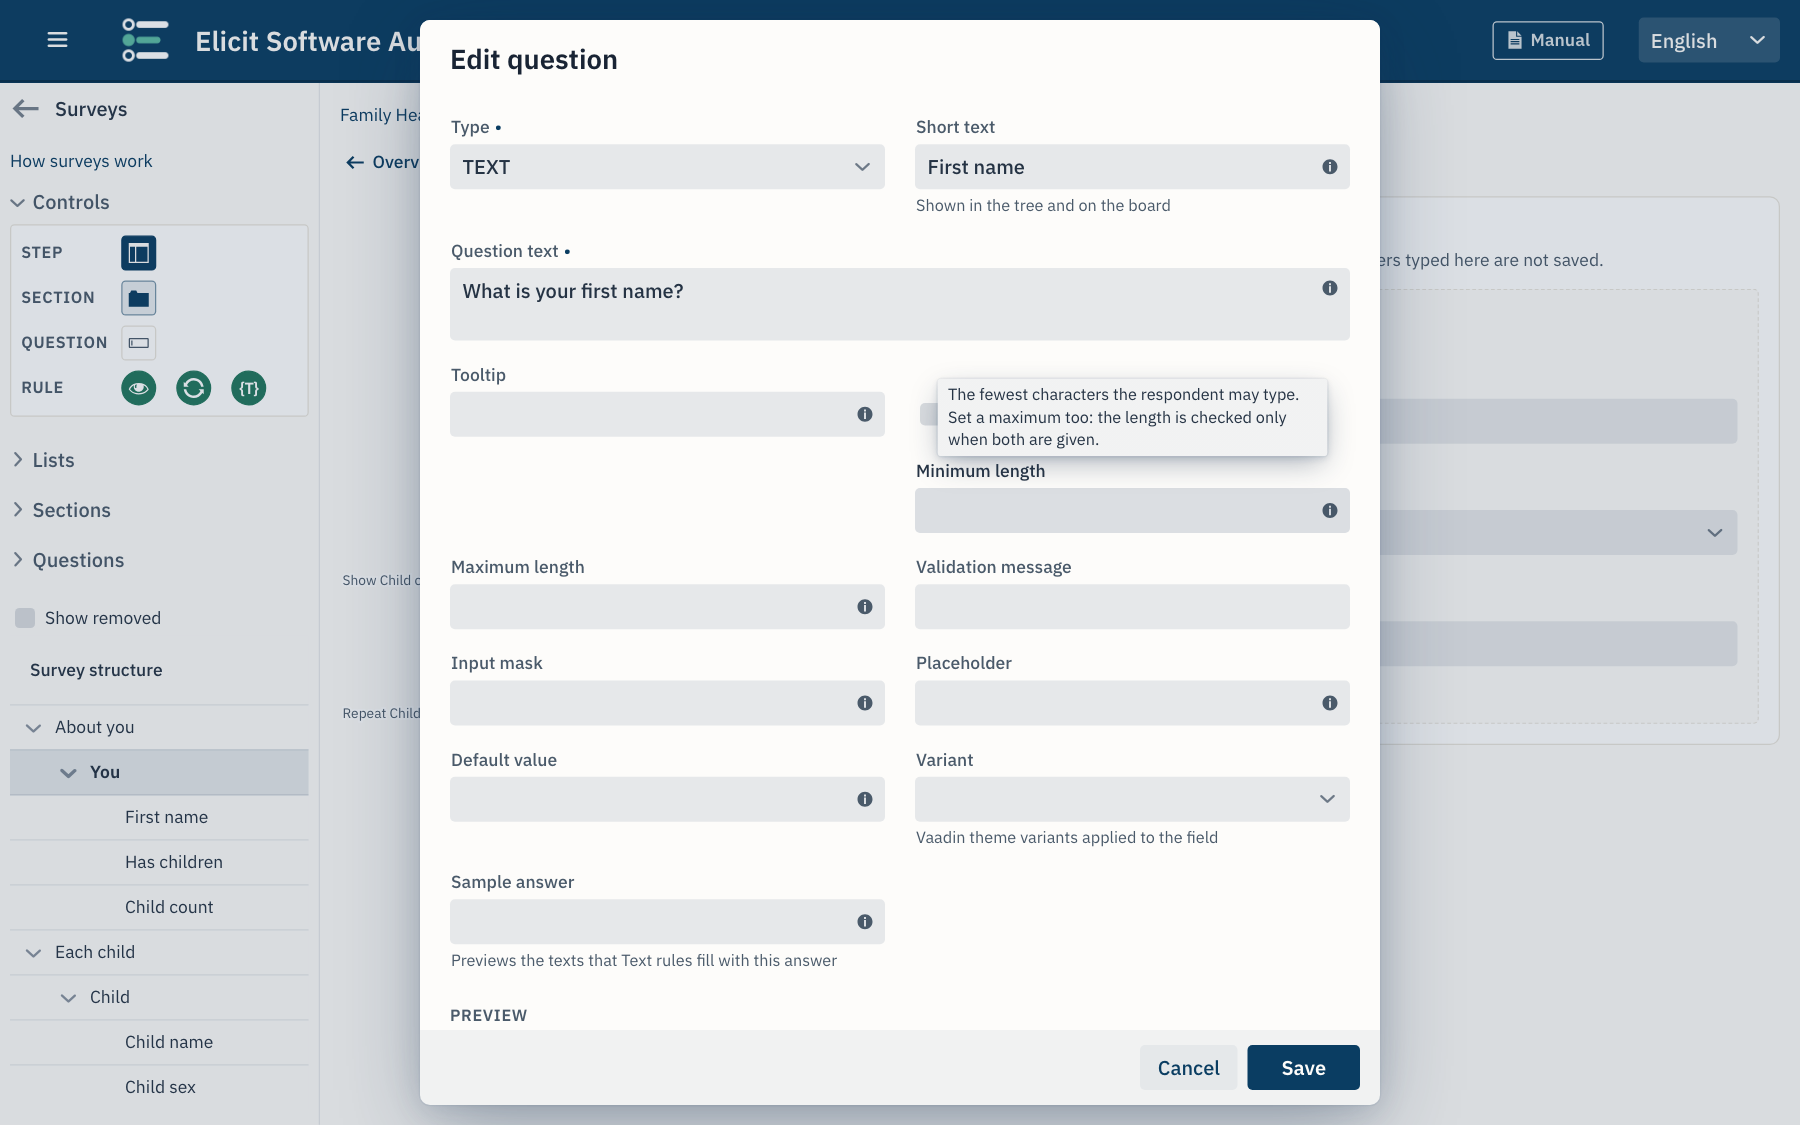 Elicit Software Au
Manual
English
Surveys
How surveys work
Controls
STEP
SECTION
QUESTION
RULE
{T}
Lists
Sections
Questions
Show removed
Survey structure
About you
You
First name
Has children
Child count
Each child
Child
Child name
Child sex
Family Hea
Overv
Show Child c
Repeat Child
ers typed here are not saved.
Edit question
Type •
TEXT
Short text
First name
Shown in the tree and on the board
Question text •
What is your first name?
Tooltip
The fewest characters the respondent may type.
Set a maximum too: the length is checked only
when both are given.
Minimum length
Maximum length
Validation message
Input mask
Placeholder
Default value
Variant
Vaadin theme variants applied to the field
Sample answer
Previews the texts that Text rules fill with this answer
PREVIEW
Cancel
Save